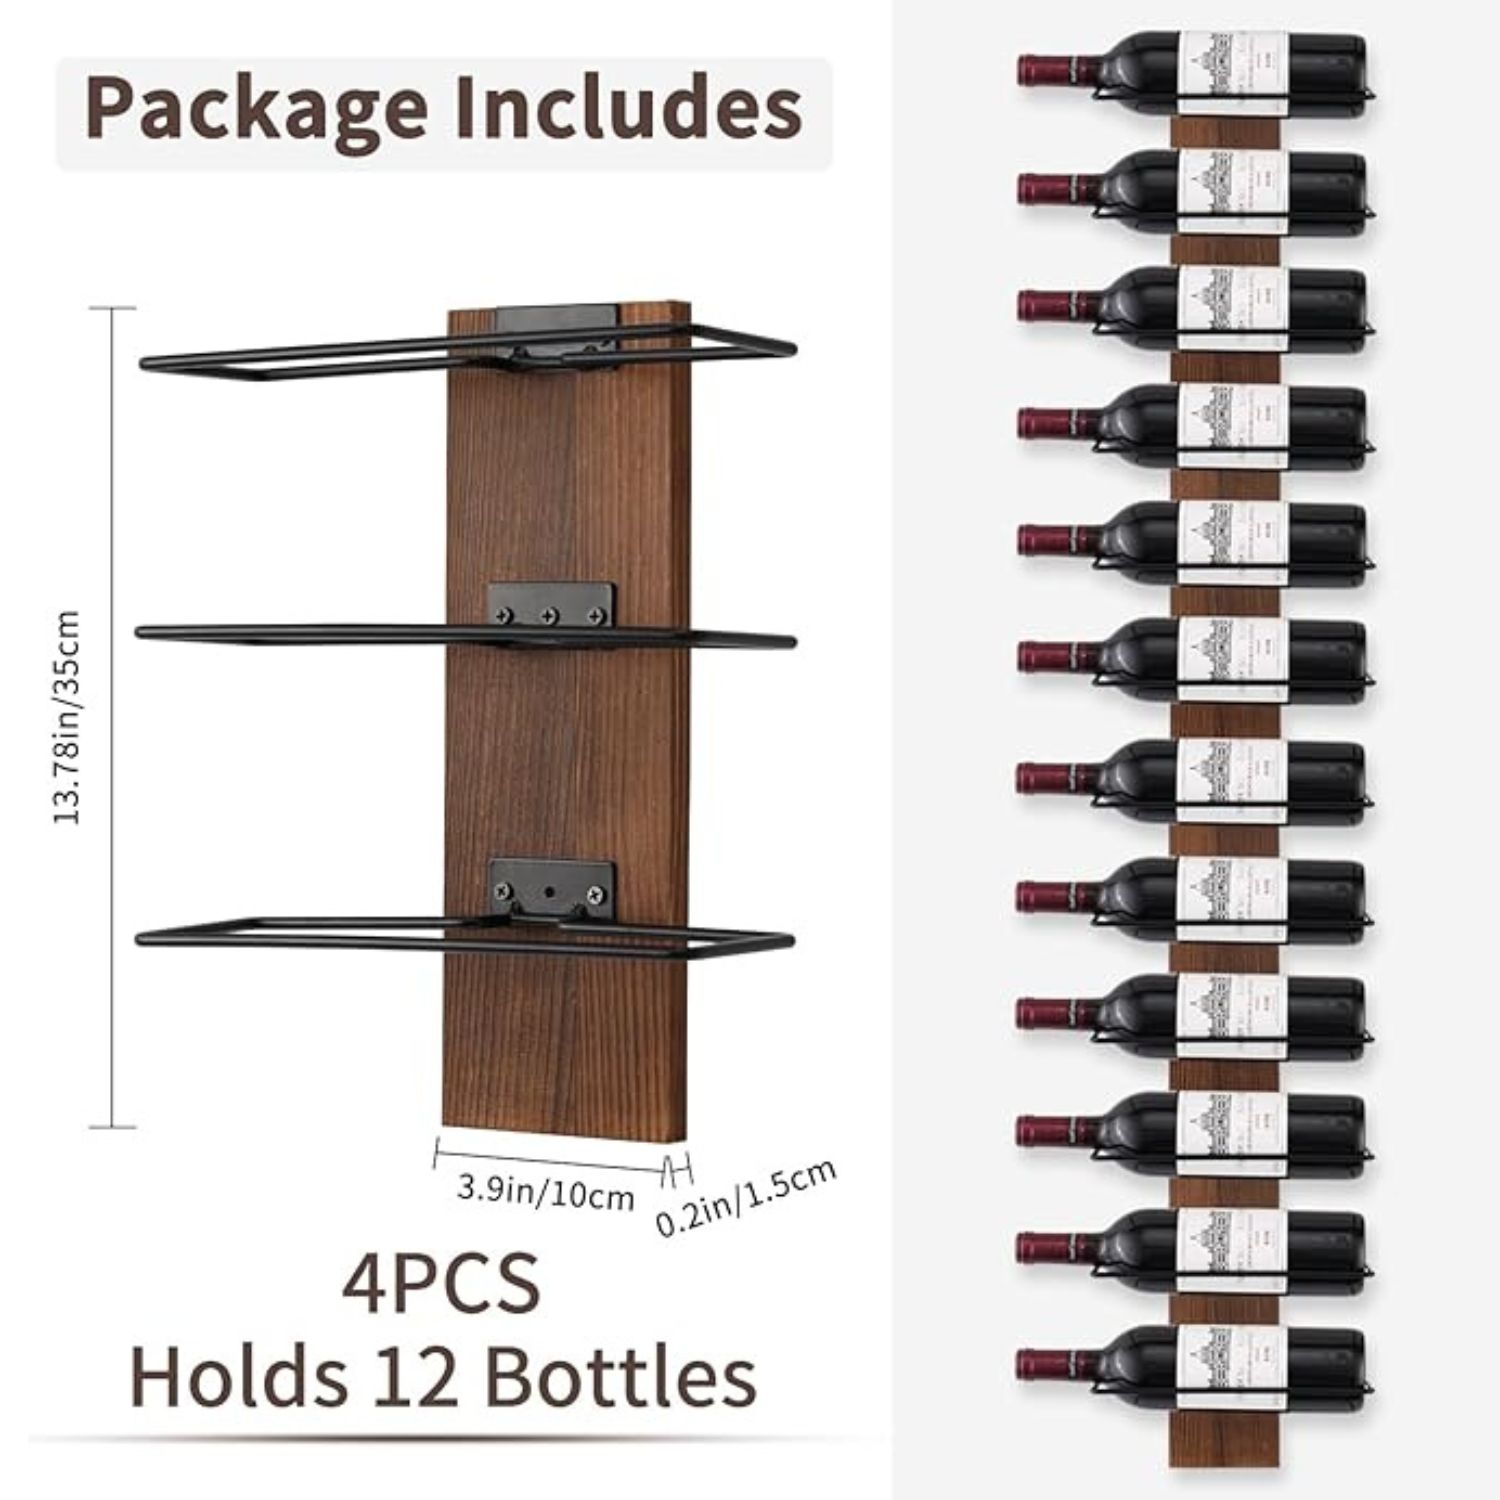 Package Includes
13.78in/35cm
3.9in/10cm
0.2in/1.5cm
4PCS
Holds 12 Bottles